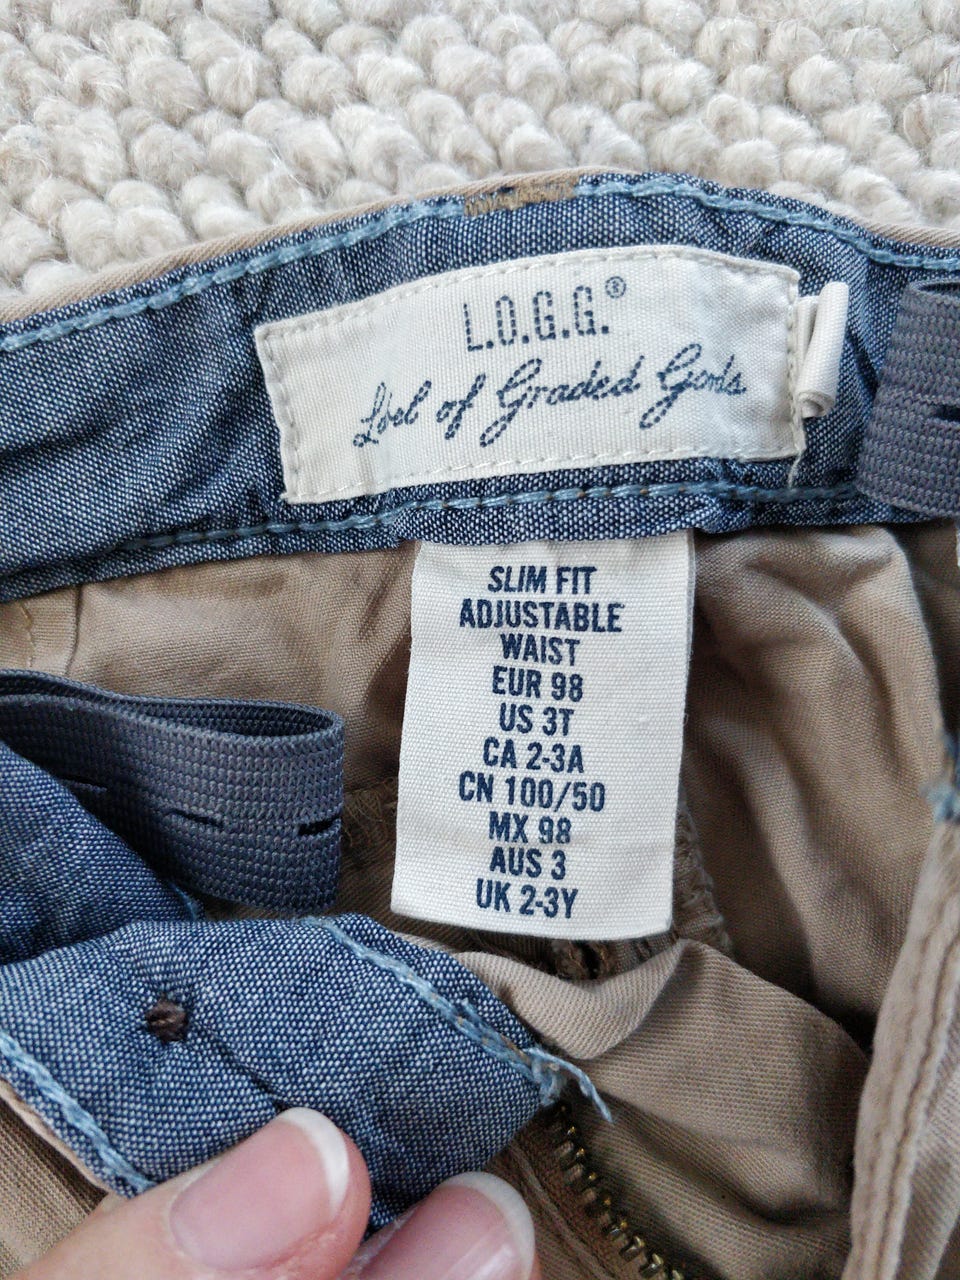 L.O.G.G.®
Label of Graded Goods
SLIM FIT
ADJUSTABLE
WAIST
EUR 98
US 3T
CA 2-3A
CN 100/50
MX 98
AUS 3
UK 2-3Y